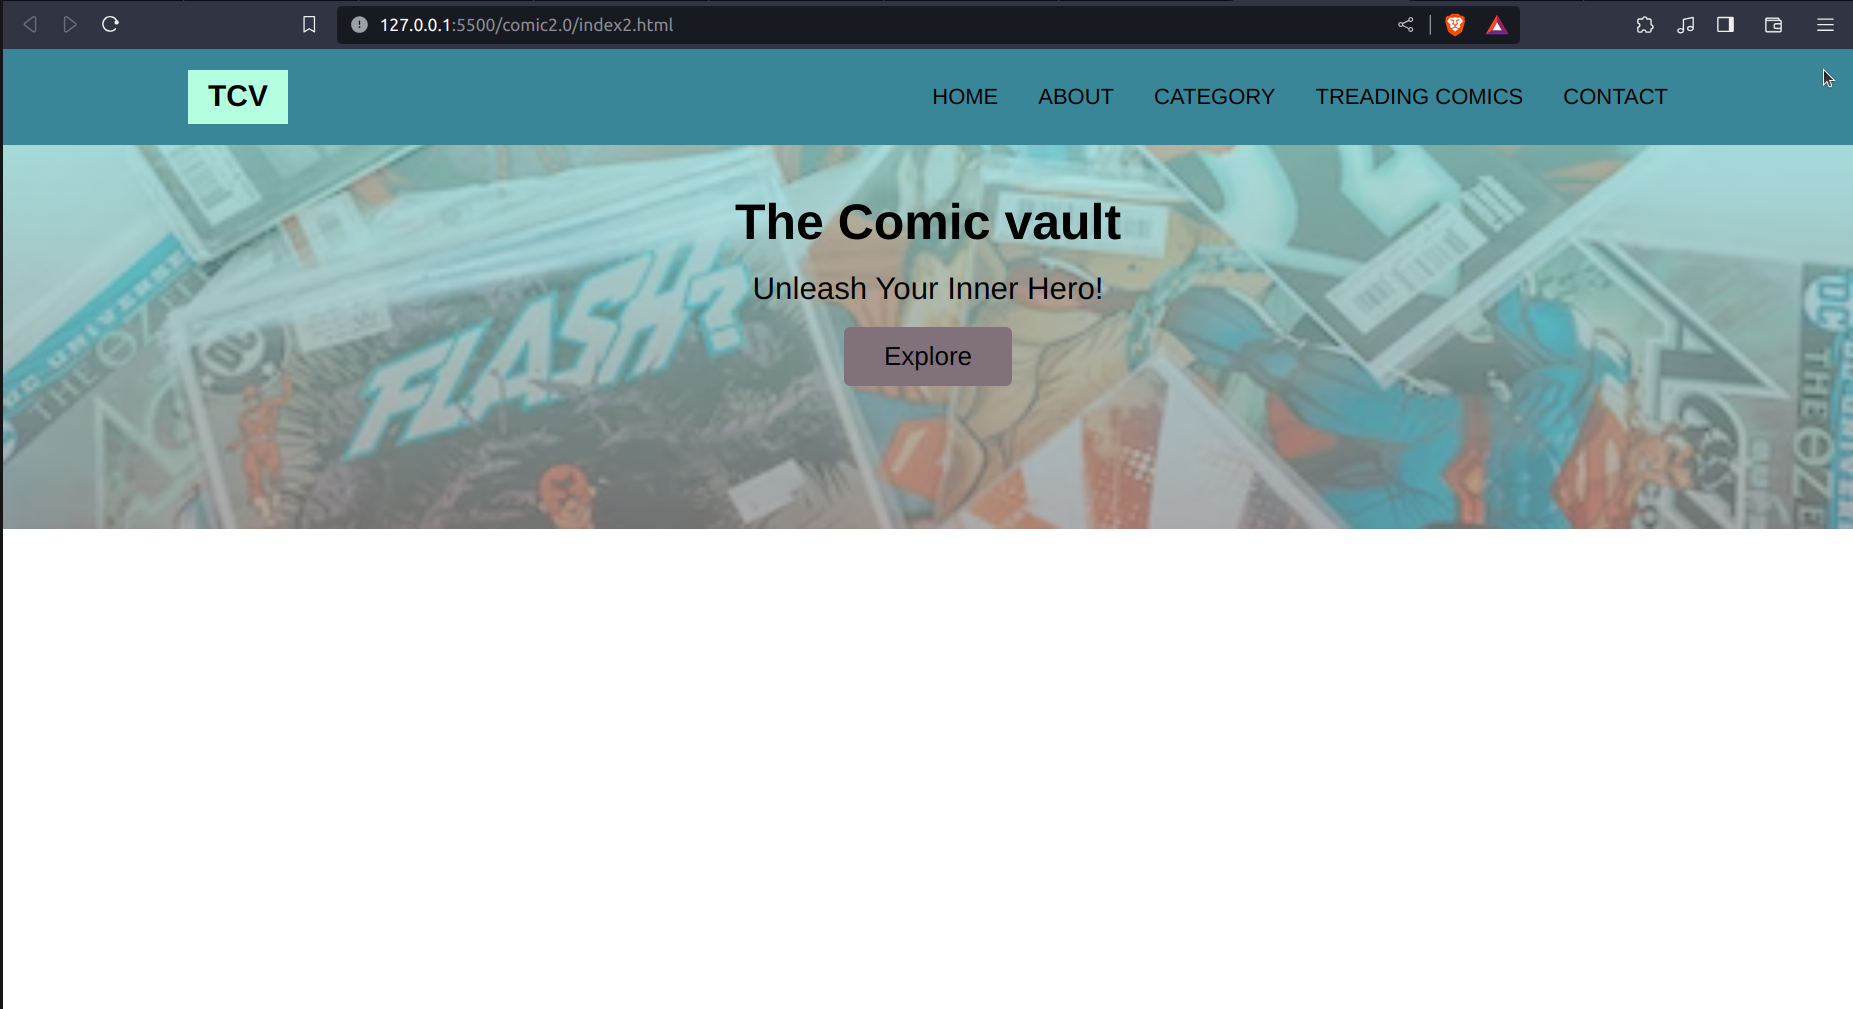 127.0.0.1:5500/comic2.0/index2.html
TCV
HOME ABOUT CATEGORY TREADING COMICS CONTACT
The Comic vault
Unleash Your Inner Hero!
Explore
FLASH?
DC UNIVERSE
THE OZ
DC
THE OZE